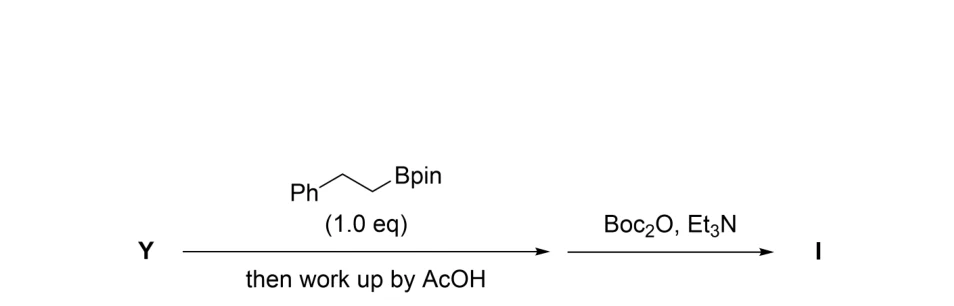 Ph Bpin
(1.0 eq)
Y then work up by AcOH
Boc₂O, Et₃N
I